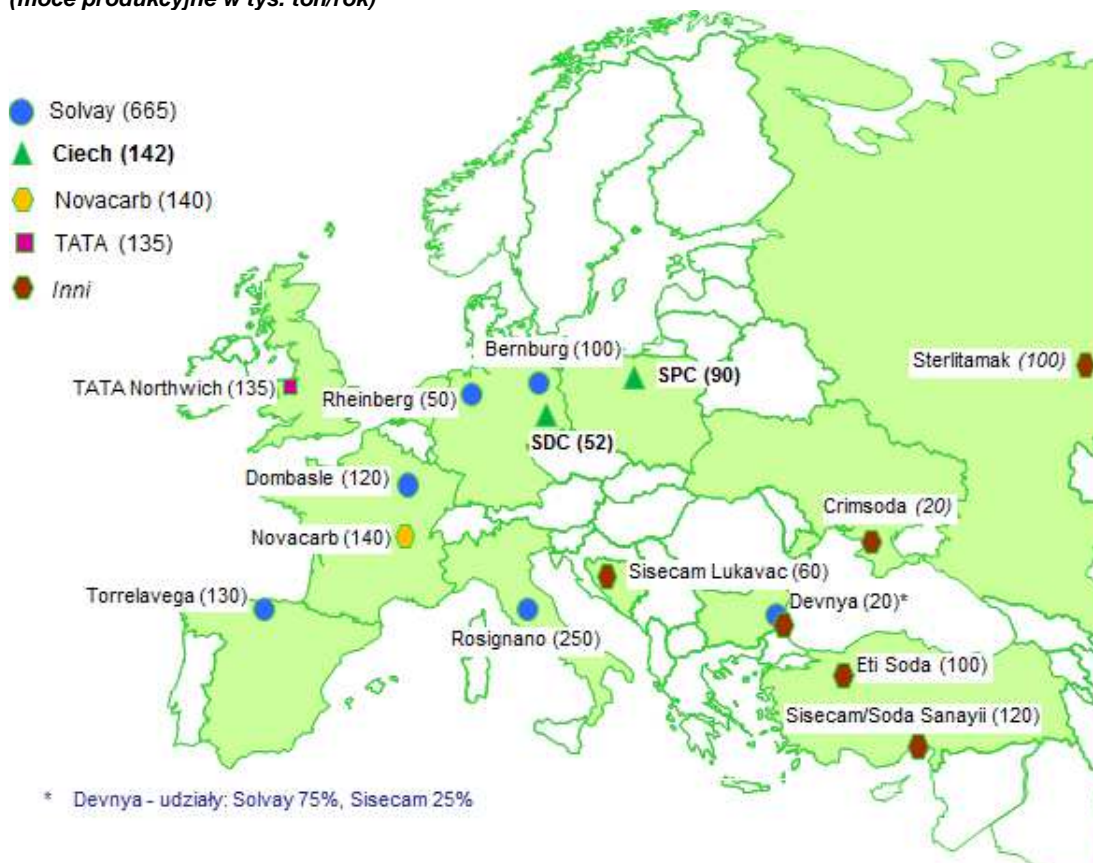 (moce produkcyjne w tys. ton/rok)
Solvay (665)
Ciech (142)
Novacarb (140)
TATA (135)
Inni
Bernburg (100)
Sterlitamak (100)
SPC (90)
TATA Northwich (135)
Rheinberg (50)
SDC (52)
Dombasle (120)
Crimsoda (20)
Novacarb (140)
Sisecam Lukavac (60)
Torrelavega (130)
Devnya (20)*
Rosignano (250)
Eti Soda (100)
Sisecam/Soda Sanayii (120)
* Devnya - udziały: Solvay 75%, Sisecam 25%